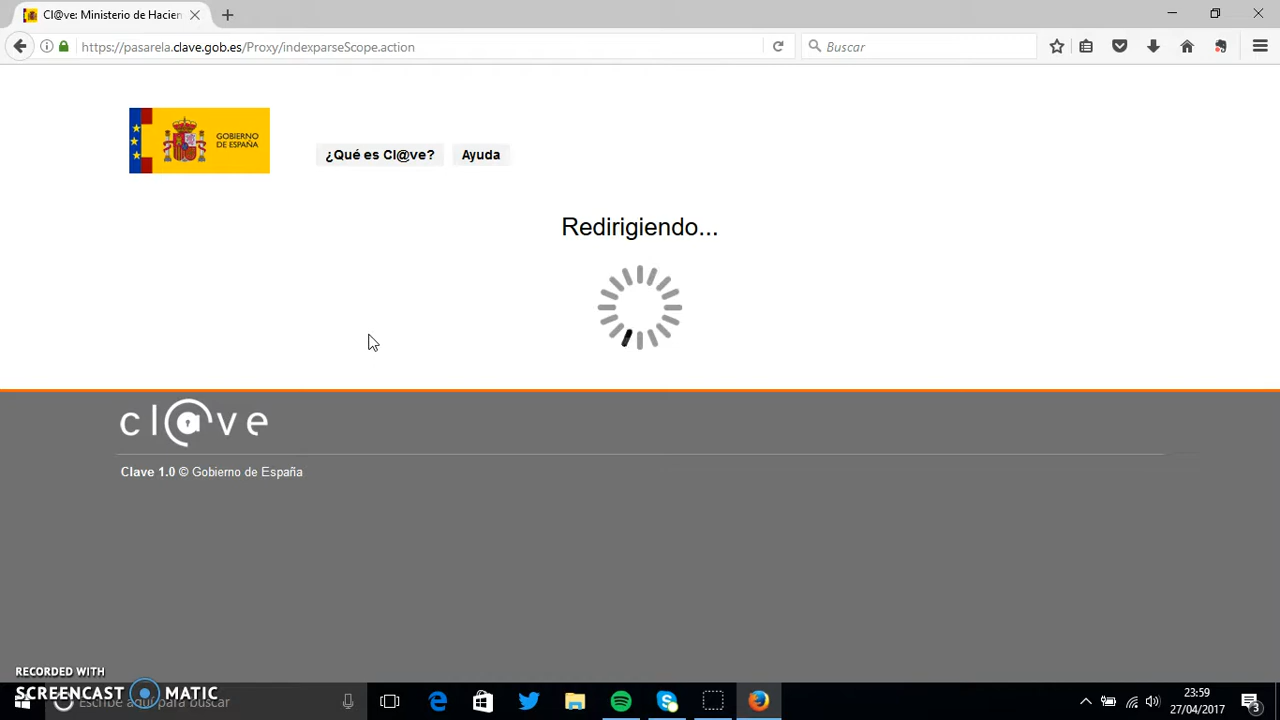 Cl@ve: Ministerio de Hacien
https://pasarela.clave.gob.es/Proxy/indexparseScope.action
Buscar
GOBIERNO
DE ESPAÑA
¿Qué es Cl@ve?
Ayuda
Redirigiendo...
cl@ve
Clave 1.0 © Gobierno de España
RECORDED WITH
SCREENCAST MATIC
Escribe aquí para buscar
23:59
27/04/2017
3